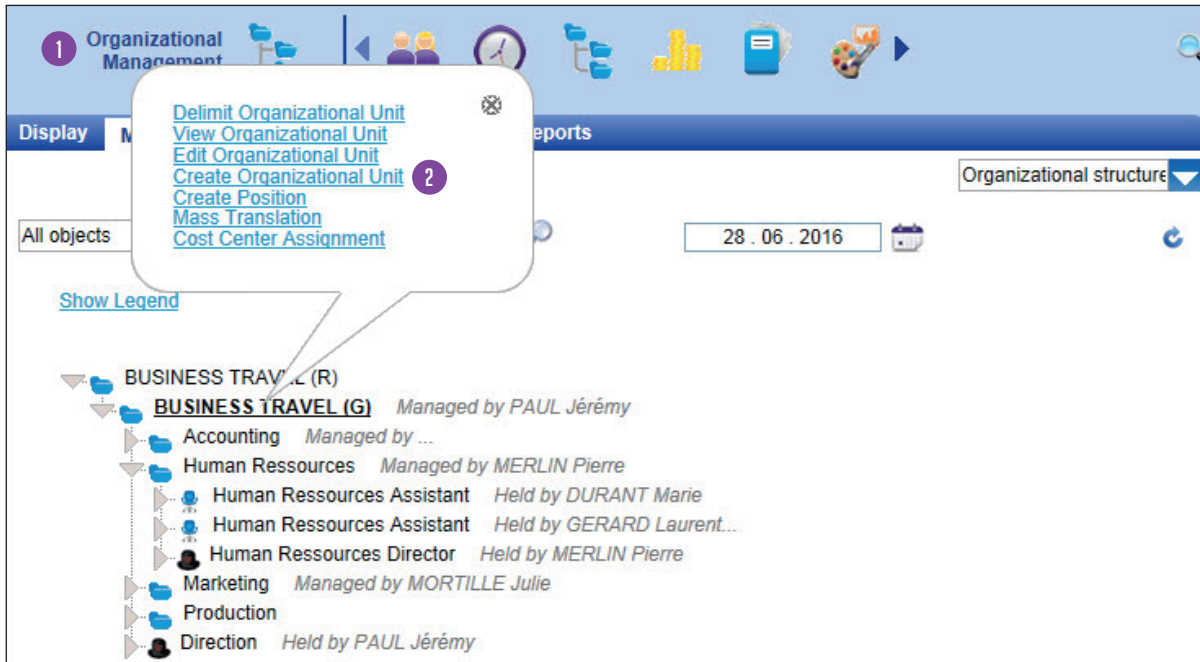 1 Organizational
Management
Delimit Organizational Unit
View Organizational Unit
Edit Organizational Unit
Create Organizational Unit 2
Create Position
Mass Translation
Cost Center Assignment
Display
Organizational structure
All objects
28 . 06 . 2016
Show Legend
BUSINESS TRAVEL (R)
BUSINESS TRAVEL (G) Managed by PAUL Jérémy
Accounting Managed by ...
Human Ressources Managed by MERLIN Pierre
Human Ressources Assistant Held by DURANT Marie
Human Ressources Assistant Held by GERARD Laurent...
Human Ressources Director Held by MERLIN Pierre
Marketing Managed by MORTILLE Julie
Production
Direction Held by PAUL Jérémy